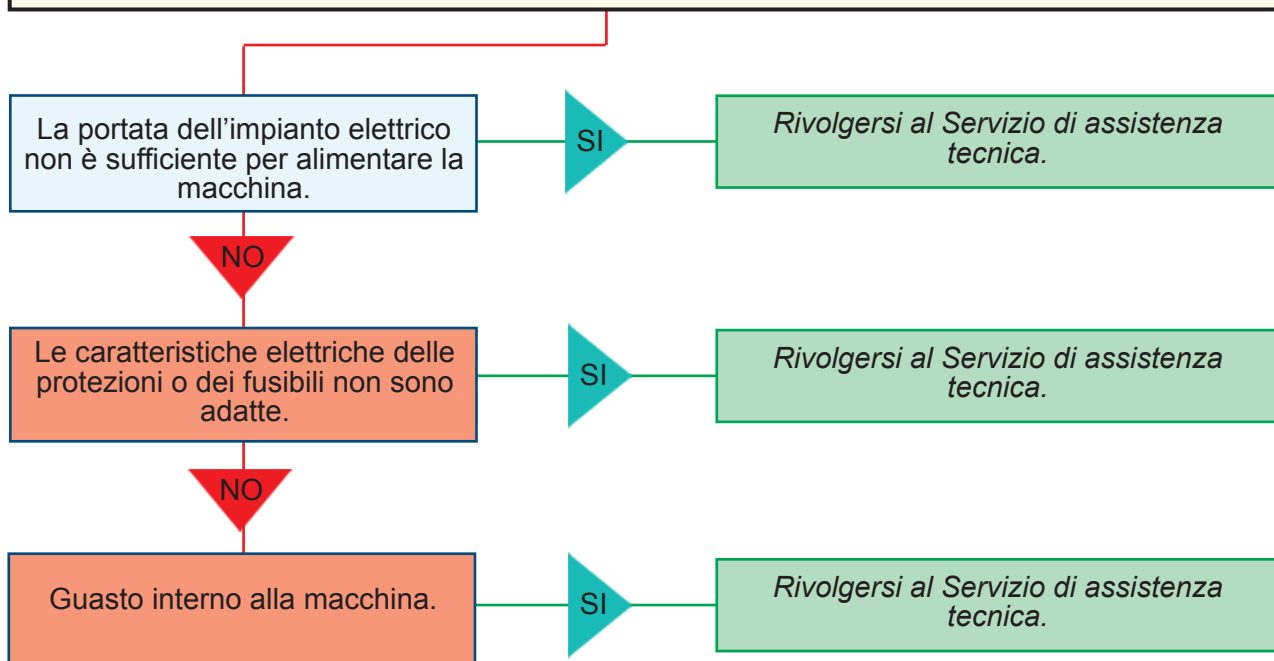 La portata dell’impianto elettrico
non è sufficiente per alimentare la
macchina.
SI
Rivolgersi al Servizio di assistenza
tecnica.
NO
Le caratteristiche elettriche delle
protezioni o dei fusibili non sono
adatte.
SI
Rivolgersi al Servizio di assistenza
tecnica.
NO
Guasto interno alla macchina.
SI
Rivolgersi al Servizio di assistenza
tecnica.